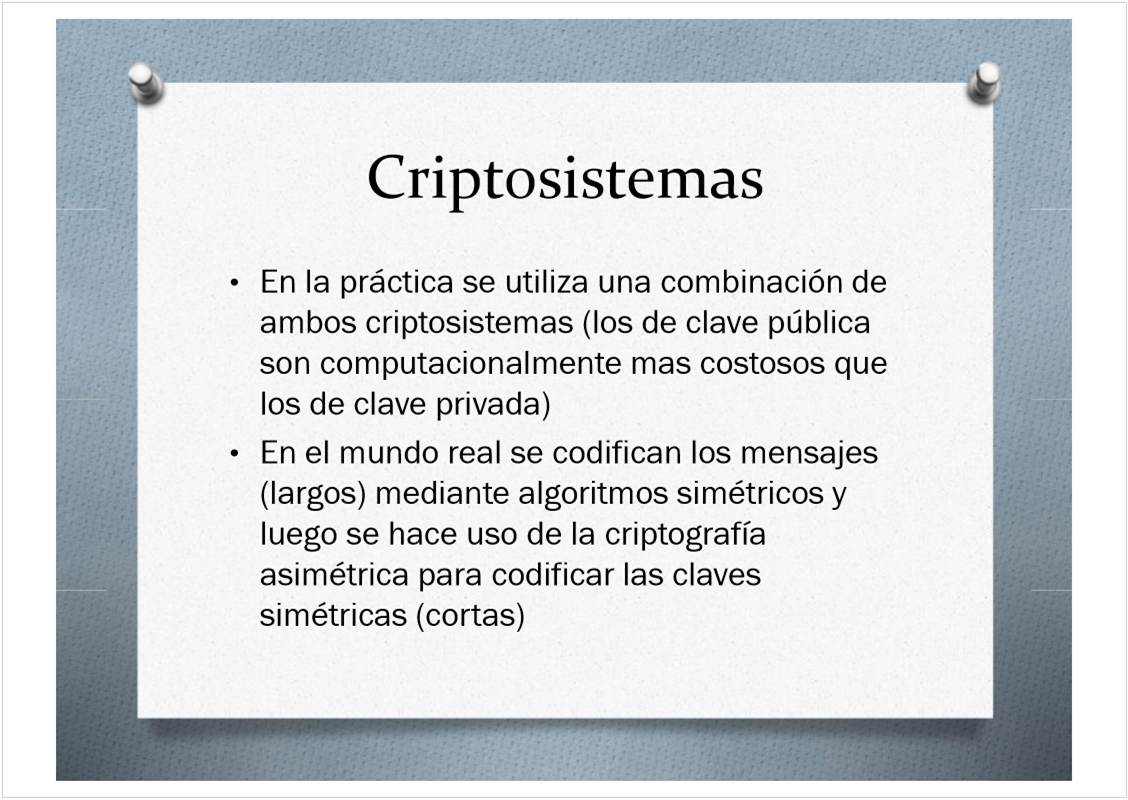 Criptosistemas
• En la práctica se utiliza una combinación de
ambos criptosistemas (los de clave pública
son computacionalmente mas costosos que
los de clave privada)
• En el mundo real se codifican los mensajes
(largos) mediante algoritmos simétricos y
luego se hace uso de la criptografía
asimétrica para codificar las claves
simétricas (cortas)